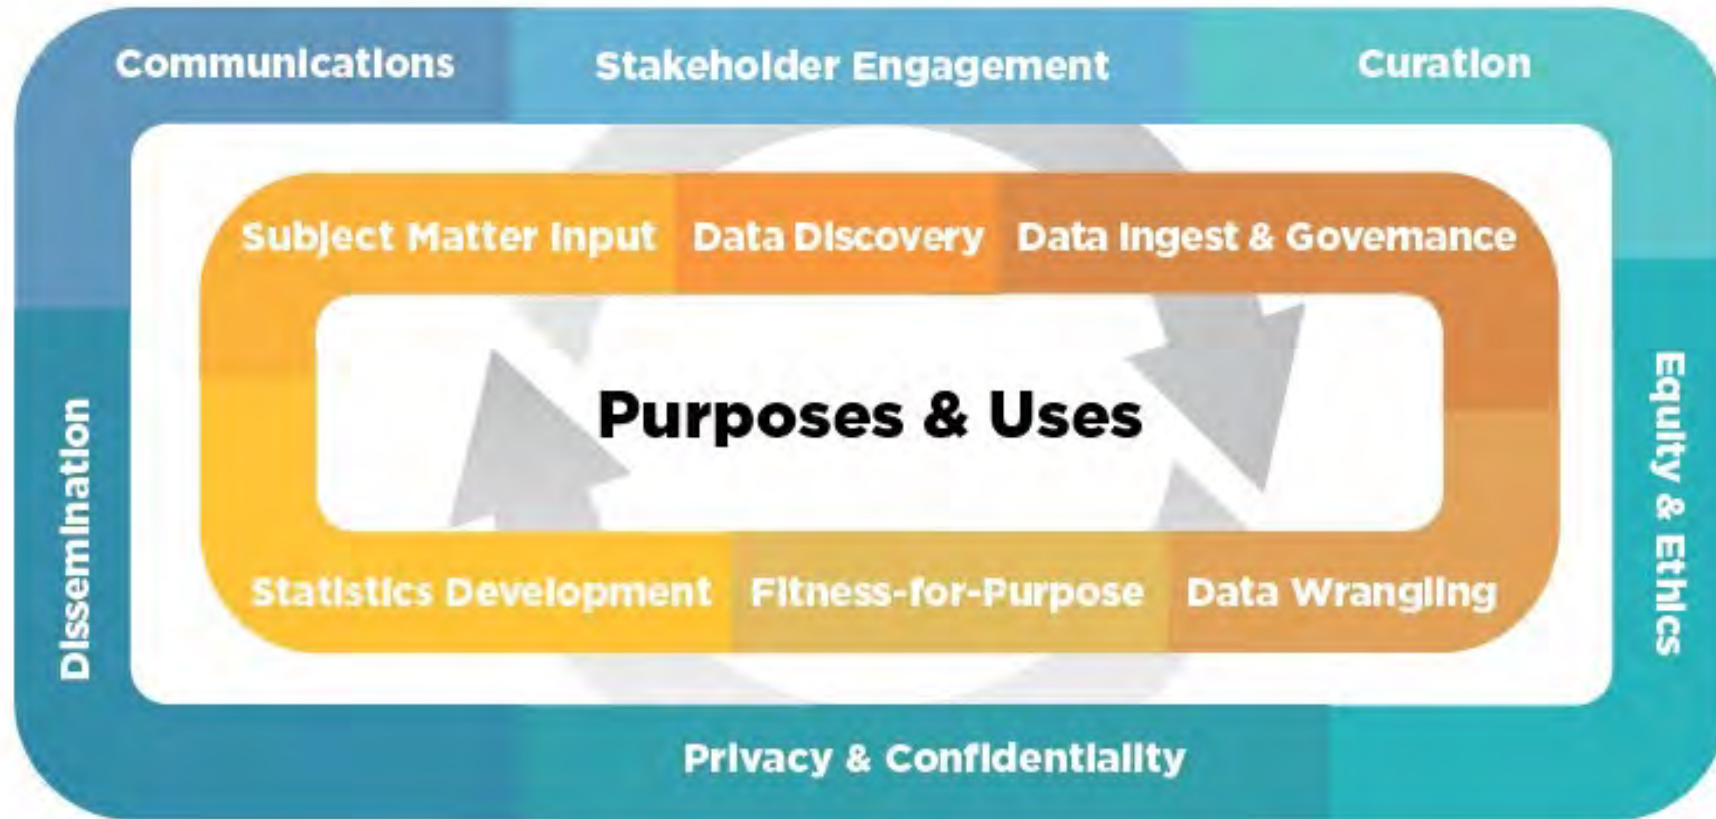 Communications
Stakeholder Engagement
Curation
Subject Matter Input
Data Discovery
Data Ingest & Governance
Purposes & Uses
Dissemination
Equity & Ethics
Statistics Development
Fitness-for-Purpose
Data Wrangling
Privacy & Confidentiality